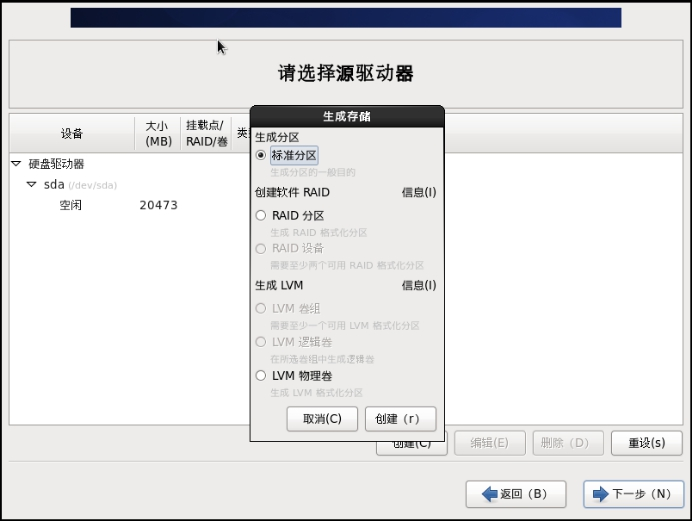 请选择源驱动器
设备
大小
(MB)
挂载点/
RAID/卷
硬盘驱动器
sda (/dev/sda)
空闲 20473
生成存储
生成分区
标准分区
生成分区的一般目的
创建软件 RAID 信息(I)
RAID 分区
生成 RAID 格式化分区
RAID 设备
需要至少两个可用 RAID 格式化分区
生成 LVM 信息(I)
LVM 卷组
需要至少一个可用 LVM 格式化分区
LVM 逻辑卷
在所选卷组中生成逻辑卷
LVM 物理卷
生成 LVM 格式化分区
取消(C) 创建（r）
创建(C) 编辑(E) 删除（D） 重设(s)
返回（B） 下一步（N）